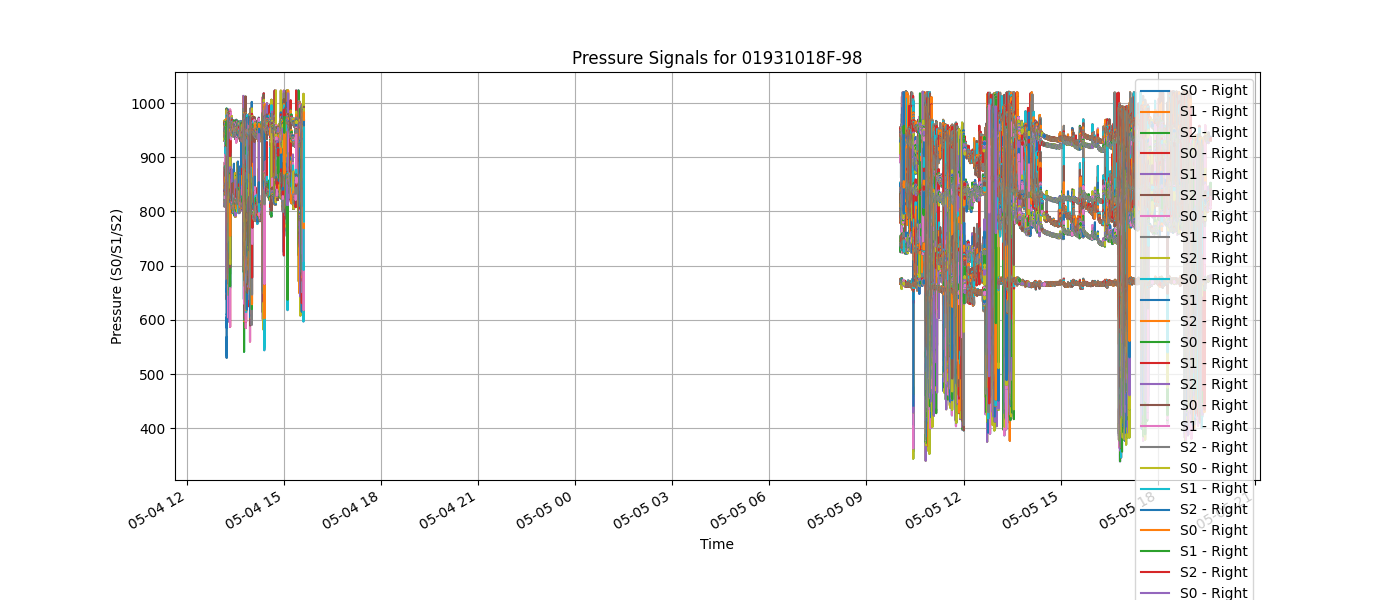 Pressure Signals for 01931018F-98
Pressure (S0/S1/S2)
1000
900
800
700
600
500
400
05-04 12
05-04 15
05-04 18
05-04 21
05-05 00
05-05 03
05-05 06
05-05 09
05-05 12
05-05 15
05-05 18
05-05 21
Time
S0 - Right
S1 - Right
S2 - Right
S0 - Right
S1 - Right
S2 - Right
S0 - Right
S1 - Right
S2 - Right
S0 - Right
S1 - Right
S2 - Right
S0 - Right
S1 - Right
S2 - Right
S0 - Right
S1 - Right
S2 - Right
S0 - Right
S1 - Right
S2 - Right
S0 - Right
S1 - Right
S2 - Right
S0 - Right